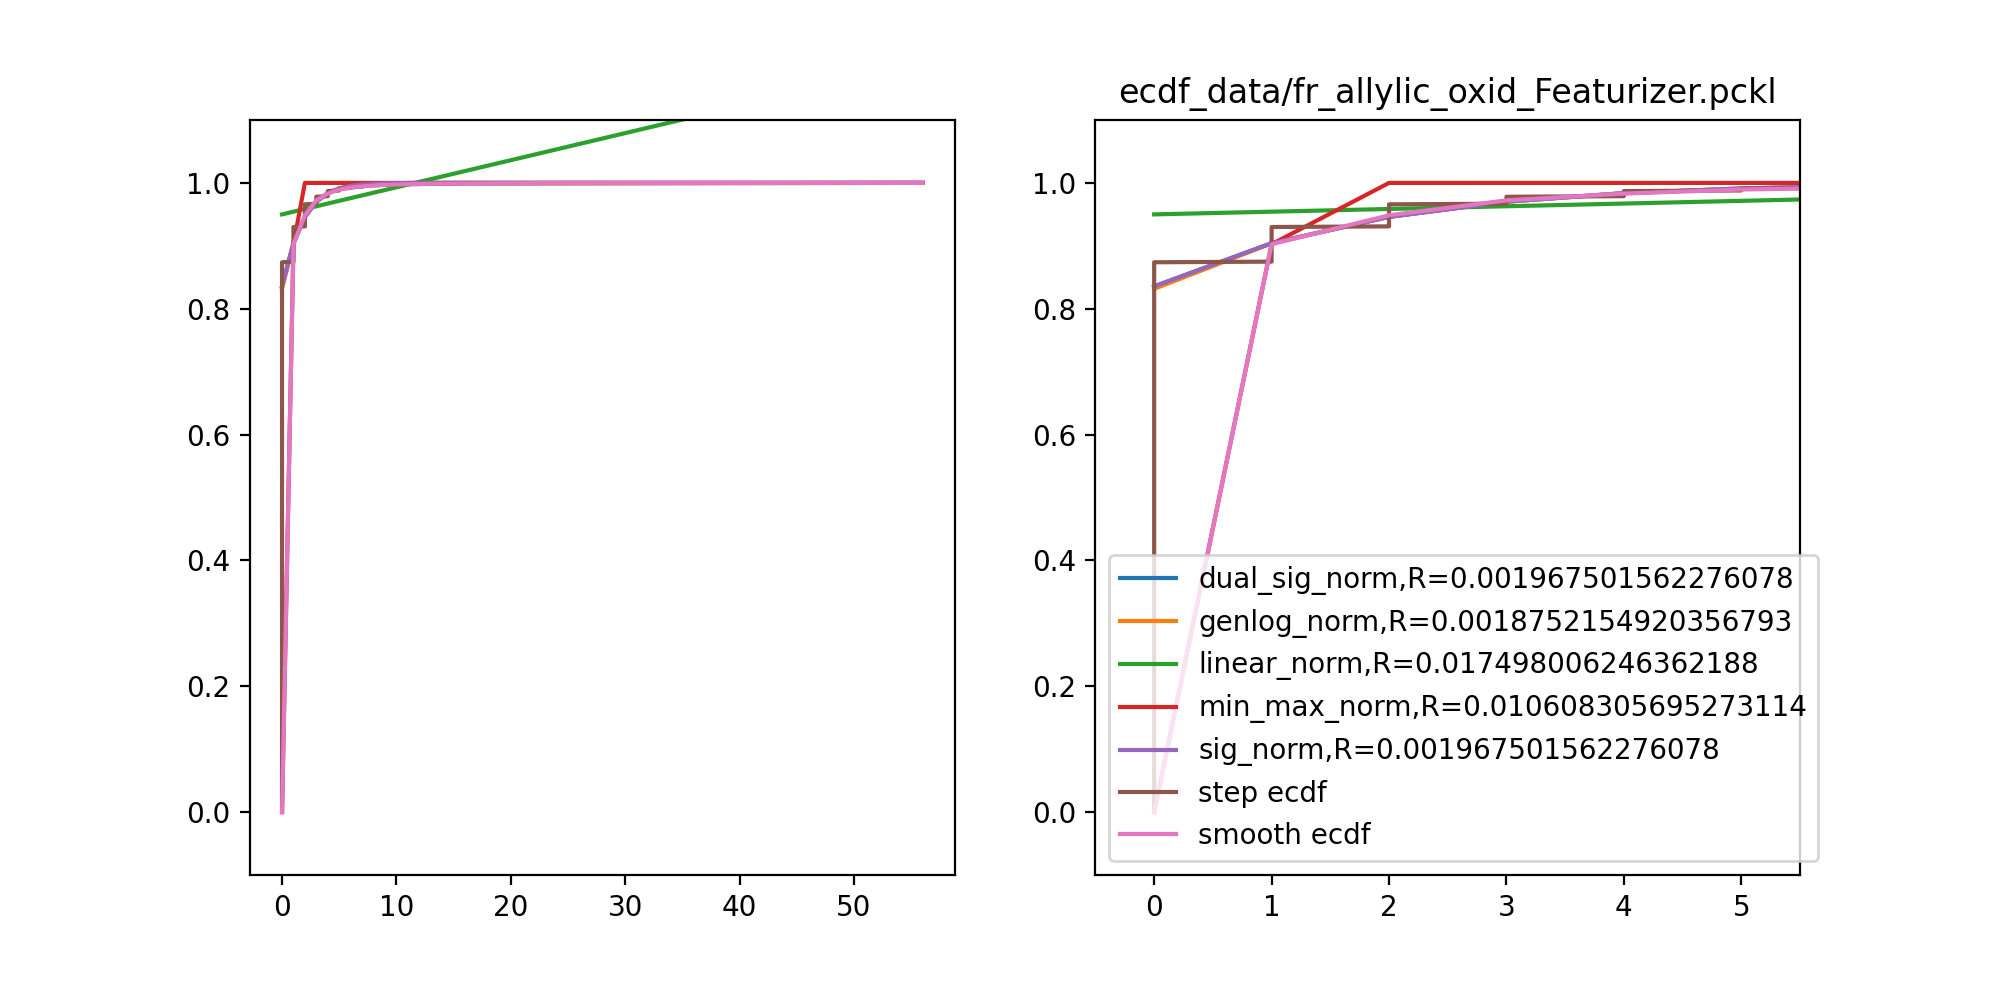 ecdf_data/fr_allylic_oxid_Featurizer.pckl
1.0
0.8
0.6
0.4
0.2
0.0
0 10 20 30 40 50
1.0
0.8
0.6
0.4
0.2
0.0
0 1 2 3 4 5
dual_sig_norm,R=0.001967501562276078
genlog_norm,R=0.0018752154920356793
linear_norm,R=0.017498006246362188
min_max_norm,R=0.010608305695273114
sig_norm,R=0.001967501562276078
step ecdf
smooth ecdf